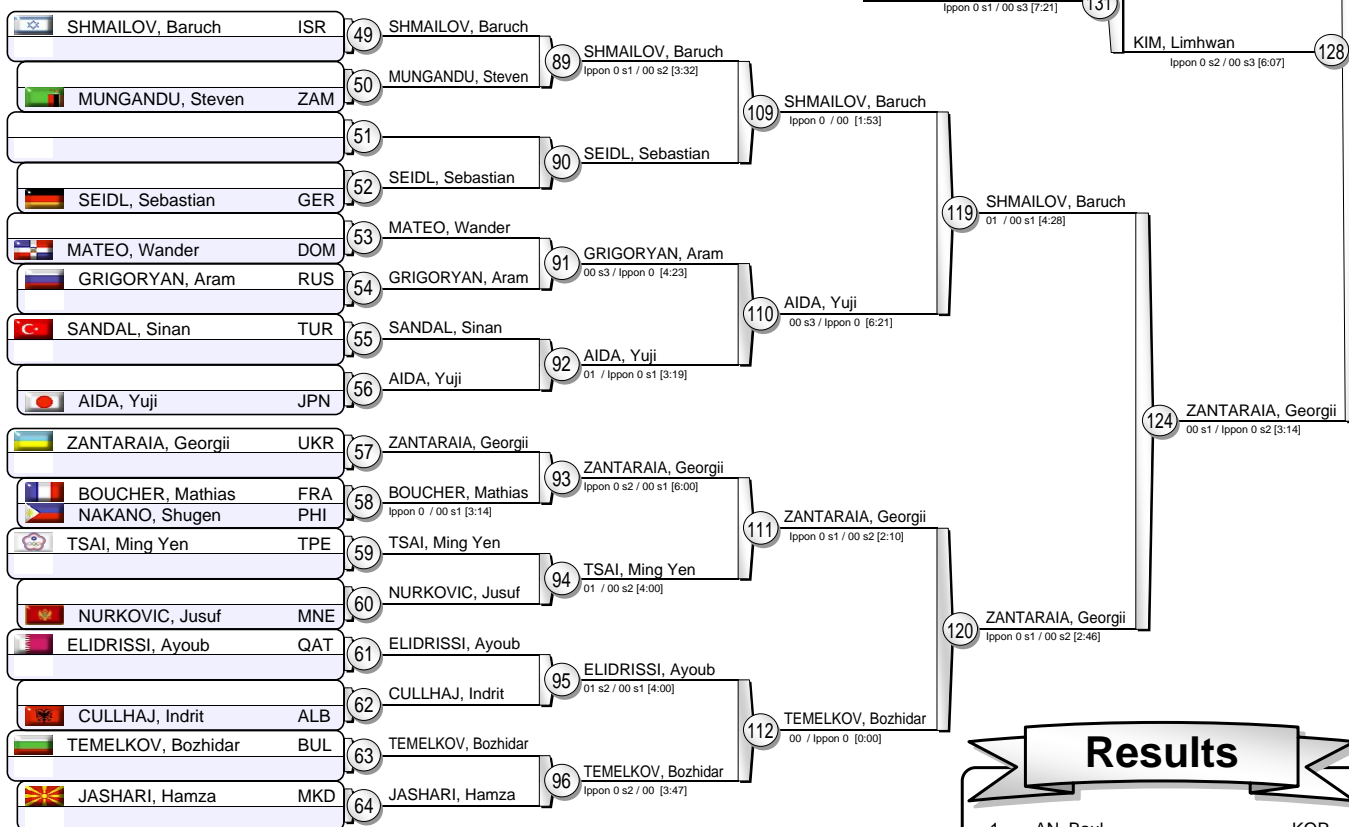 Ippon 0 s1 / 00 s3 [7:21]
131
KIM, Limhwan
Ippon 0 s2 / 00 s3 [6:07]
128
SHMAILOV, Baruch ISR
49
SHMAILOV, Baruch
89
SHMAILOV, Baruch
Ippon 0 s1 / 00 s2 [3:32]
MUNGANDU, Steven ZAM
50
MUNGANDU, Steven
109
SHMAILOV, Baruch
Ippon 0 / 00 [1:53]
51
90
SEIDL, Sebastian
SEIDL, Sebastian GER
52
SEIDL, Sebastian
119
SHMAILOV, Baruch
01 / 00 s1 [4:28]
MATEO, Wander DOM
53
MATEO, Wander
91
GRIGORYAN, Aram
00 s3 / Ippon 0 [4:23]
GRIGORYAN, Aram RUS
54
GRIGORYAN, Aram
110
AIDA, Yuji
00 s3 / Ippon 0 [6:21]
SANDAL, Sinan TUR
55
SANDAL, Sinan
92
AIDA, Yuji
01 / Ippon 0 s1 [3:19]
AIDA, Yuji JPN
56
AIDA, Yuji
124
ZANTARAIA, Georgii
00 s1 / Ippon 0 s2 [3:14]
ZANTARAIA, Georgii UKR
57
ZANTARAIA, Georgii
93
ZANTARAIA, Georgii
Ippon 0 s2 / 00 s1 [6:00]
BOUCHER, Mathias FRA
NAKANO, Shugen PHI
58
BOUCHER, Mathias
Ippon 0 / 00 s1 [3:14]
111
ZANTARAIA, Georgii
Ippon 0 s1 / 00 s2 [2:10]
TSAI, Ming Yen TPE
59
TSAI, Ming Yen
94
TSAI, Ming Yen
01 / 00 s2 [4:00]
NURKOVIC, Jusuf MNE
60
NURKOVIC, Jusuf
120
ZANTARAIA, Georgii
Ippon 0 s1 / 00 s2 [2:46]
ELIDRISSI, Ayoub QAT
61
ELIDRISSI, Ayoub
95
ELIDRISSI, Ayoub
01 s2 / 00 s1 [4:00]
CULLHAJ, Indrit ALB
62
CULLHAJ, Indrit
112
TEMELKOV, Bozhidar
00 / Ippon 0 [0:00]
TEMELKOV, Bozhidar BUL
63
TEMELKOV, Bozhidar
96
TEMELKOV, Bozhidar
Ippon 0 s2 / 00 [3:47]
JASHARI, Hamza MKD
64
JASHARI, Hamza
Results
1 AN, Baul KOR